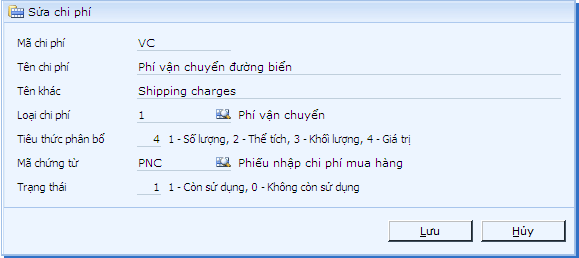 Sửa chi phí
Mã chi phí VC
Tên chi phí Phí vận chuyển đường biển
Tên khác Shipping charges
Loại chi phí 1 Phí vận chuyển
Tiêu thức phân bổ 4 1 - Số lượng, 2 - Thể tích, 3 - Khối lượng, 4 - Giá trị
Mã chứng từ PNC Phiếu nhập chi phí mua hàng
Trạng thái 1 1 - Còn sử dụng, 0 - Không còn sử dụng
Lưu Hủy